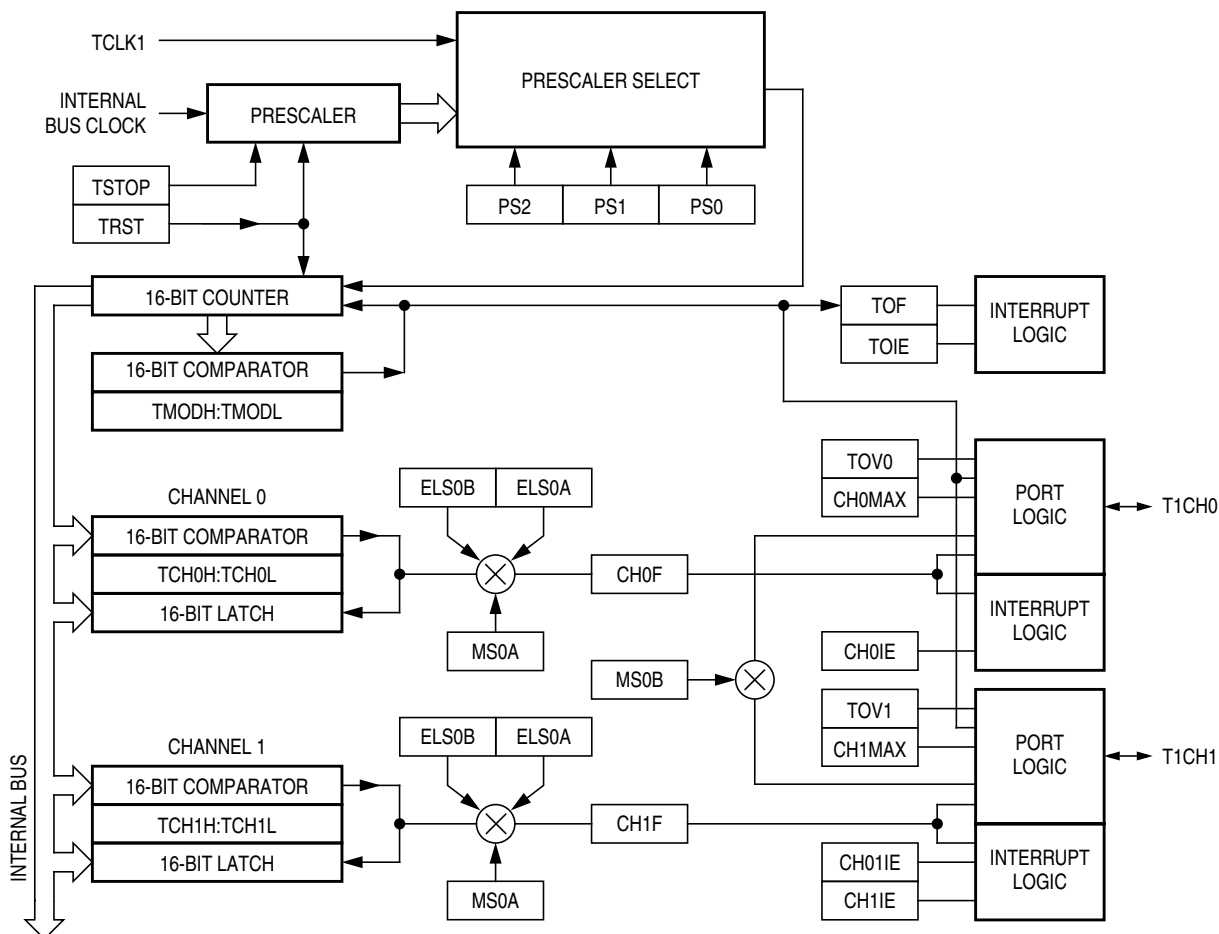 TCLK1
PRESCALER SELECT
INTERNAL
BUS CLOCK
PRESCALER
TSTOP
TRST
PS2
PS1
PS0
16-BIT COUNTER
TOF
TOIE
INTERRUPT
LOGIC
16-BIT COMPARATOR
TMODH:TMODL
CHANNEL 0
16-BIT COMPARATOR
TCH0H:TCH0L
16-BIT LATCH
ELS0B
ELS0A
MS0A
CH0F
TOV0
CH0MAX
PORT
LOGIC
T1CH0
INTERRUPT
LOGIC
CH0IE
MS0B
CHANNEL 1
16-BIT COMPARATOR
TCH1H:TCH1L
16-BIT LATCH
ELS0B
ELS0A
MS0A
CH1F
TOV1
CH1MAX
PORT
LOGIC
T1CH1
INTERRUPT
LOGIC
CH01IE
CH1IE
INTERNAL BUS